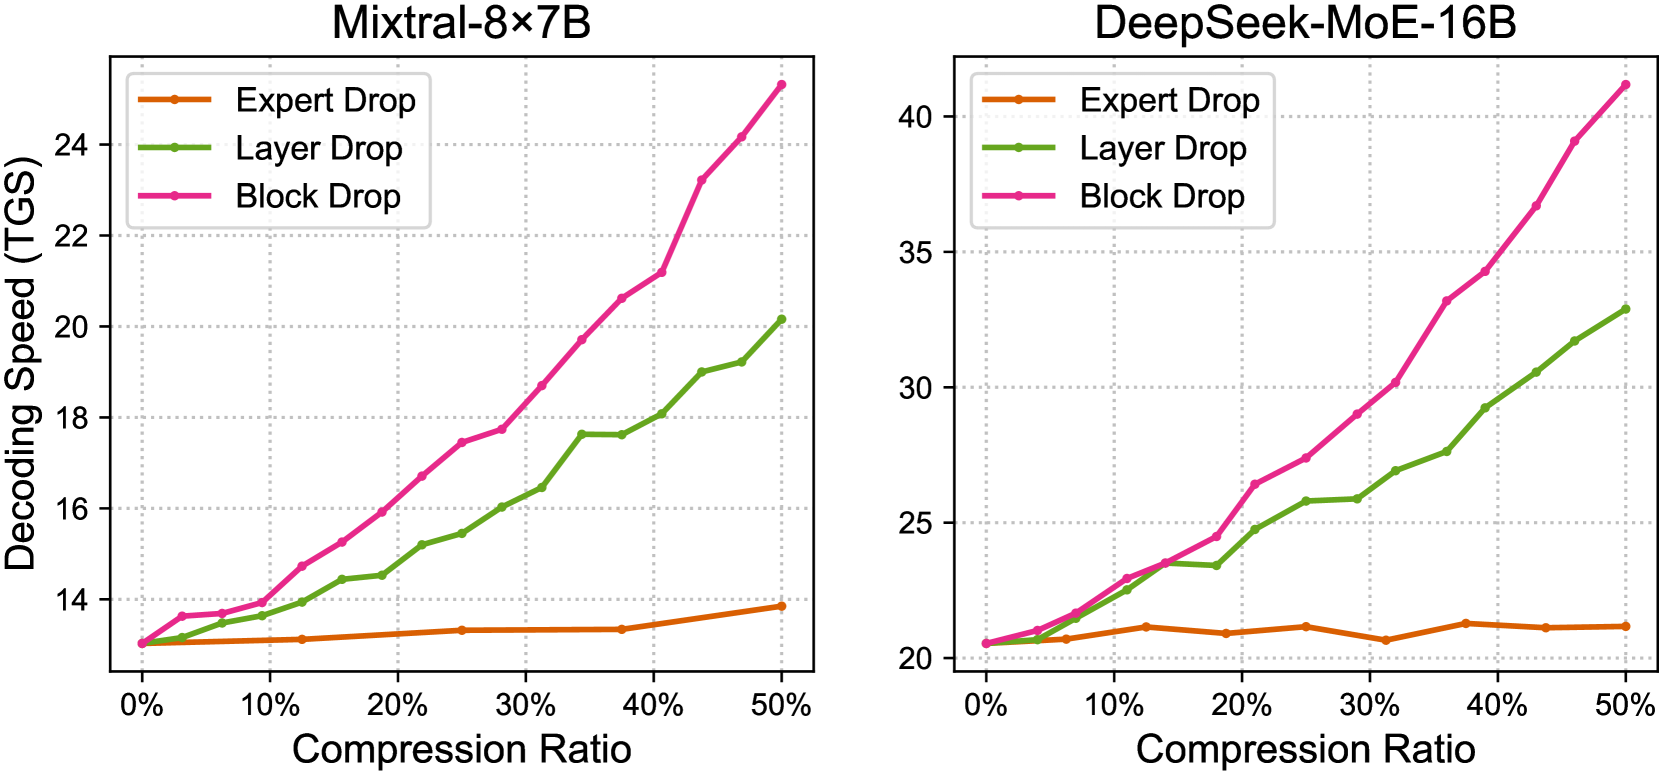 Mixtral-8×7B
Expert Drop
Layer Drop
Block Drop
Decoding Speed (TGS)
24
22
20
18
16
14
0% 10% 20% 30% 40% 50%
Compression Ratio
DeepSeek-MoE-16B
Expert Drop
Layer Drop
Block Drop
40
35
30
25
20
0% 10% 20% 30% 40% 50%
Compression Ratio